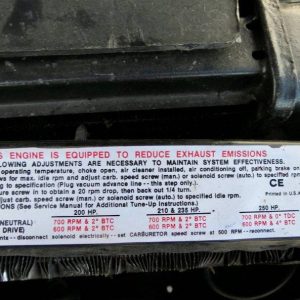 S ENGINE IS EQUIPPED TO REDUCE EXHAUST EMISSIONS
LLOWING ADJUSTMENTS ARE NECESSARY TO MAINTAIN SYSTEM EFFECTIVENESS.
operating temperature, choke open, air cleaner installed, air conditioning off, parking brake on
ws for max. idle rpm and adjust carb. speed screw (man.) or solenoid screw (auto.) to specified rpm
ure screw in to obtain a 20 rpm drop, then back out 1/4 turn.
just carb. speed screw (man.) or solenoid screw (auto.) to specified rpm
g to specification (Plug vacuum advance line -- this step only).
CE
IONS (See Service Manual for Additional Tune-Up Instructions.)
Printed in U.S.
200 HP. 210 & 235 HP. 250 HP.
NEUTRAL) 700 RPM & 2° BTC 700 RPM & 2° BTC 700 RPM & 0° TDC
DRIVE) 600 RPM & 2° BTC 600 RPM & 4° BTC 600 RPM & 4° BTC
nts -- disconnect solenoid electrically -- set CARBURETOR speed screw at 500 RPM -- reconnect.